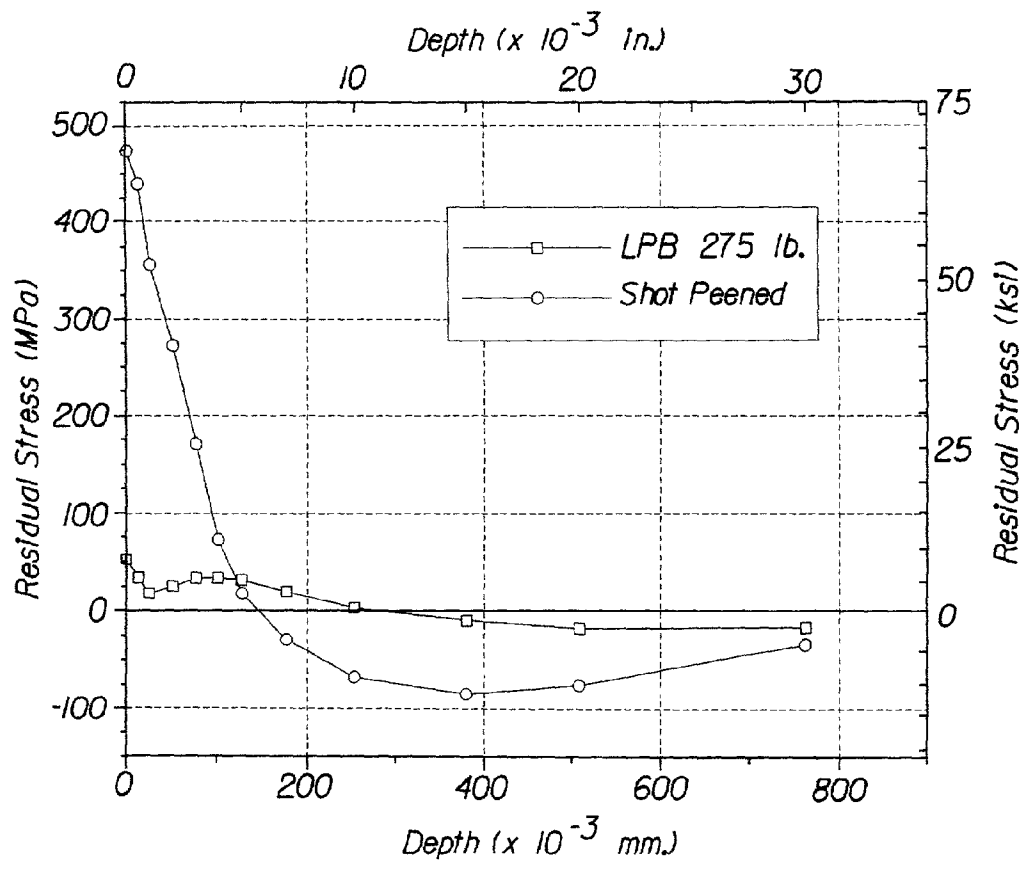 Depth (x 10-3 in.)
0 10 20 30
500
400
300
200
100
0
-100
Residual Stress (MPa)
75
50
25
0
Residual Stress (ksi)
LPB 275 lb.
Shot Peened
0 200 400 600 800
Depth (x 10-3 mm.)